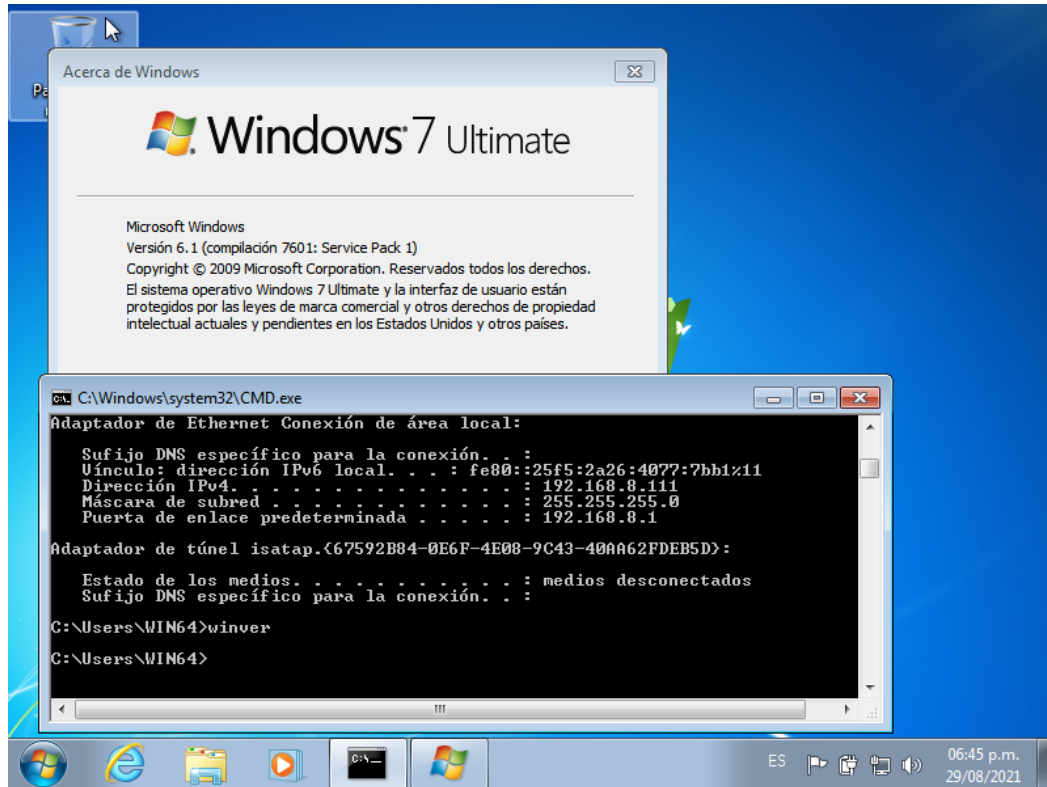 Acerca de Windows
Windows 7 Ultimate
Microsoft Windows
Versión 6.1 (compilación 7601: Service Pack 1)
Copyright © 2009 Microsoft Corporation. Reservados todos los derechos.
El sistema operativo Windows 7 Ultimate y la interfaz de usuario están
protegidos por las leyes de marca comercial y otros derechos de propiedad
intelectual actuales y pendientes en los Estados Unidos y otros países.
C:\Windows\system32\CMD.exe
Adaptador de Ethernet Conexión de área local:
Sufijo DNS específico para la conexión. . :
Vínculo: dirección IPv6 local. . . : fe80::25f5:2a26:4077:7bb1%11
Dirección IPv4. . . . . . . . . . . . . . : 192.168.8.111
Máscara de subred . . . . . . . . . . . . : 255.255.255.0
Puerta de enlace predeterminada . . . . . : 192.168.8.1
Adaptador de túnel isatap.{67592B84-0E6F-4E08-9C43-40AA62FDEB5D}:
Estado de los medios. . . . . . . . . . . : medios desconectados
Sufijo DNS específico para la conexión. . :
C:\Users\WIN64>winver
C:\Users\WIN64>
ES
06:45 p.m.
29/08/2021